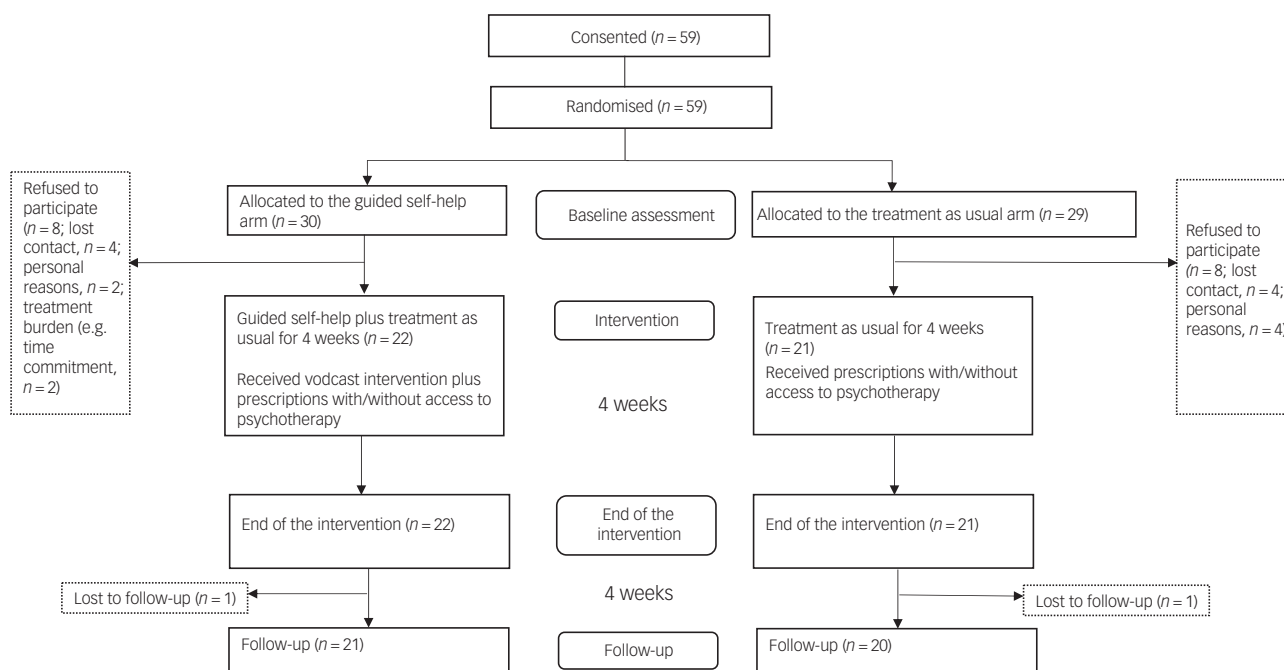 Consented (n = 59)
Randomised (n = 59)
Refused to
participate
(n = 8; lost
contact, n = 4;
personal
reasons, n = 2;
treatment
burden (e.g.
time
commitment,
n = 2)
Allocated to the guided self-help
arm (n = 30)
Baseline assessment
Allocated to the treatment as usual arm (n = 29)
Refused to
participate
(n = 8; lost
contact, n = 4;
personal
reasons, n = 4)
Guided self-help plus treatment as
usual for 4 weeks (n = 22)
Received vodcast intervention plus
prescriptions with/without access to
psychotherapy
Intervention
4 weeks
Treatment as usual for 4 weeks
(n = 21)
Received prescriptions with/without
access to psychotherapy
End of the intervention (n = 22)
End of the
intervention
End of the intervention (n = 21)
Lost to follow-up (n = 1)
4 weeks
Lost to follow-up (n = 1)
Follow-up (n = 21)
Follow-up
Follow-up (n = 20)